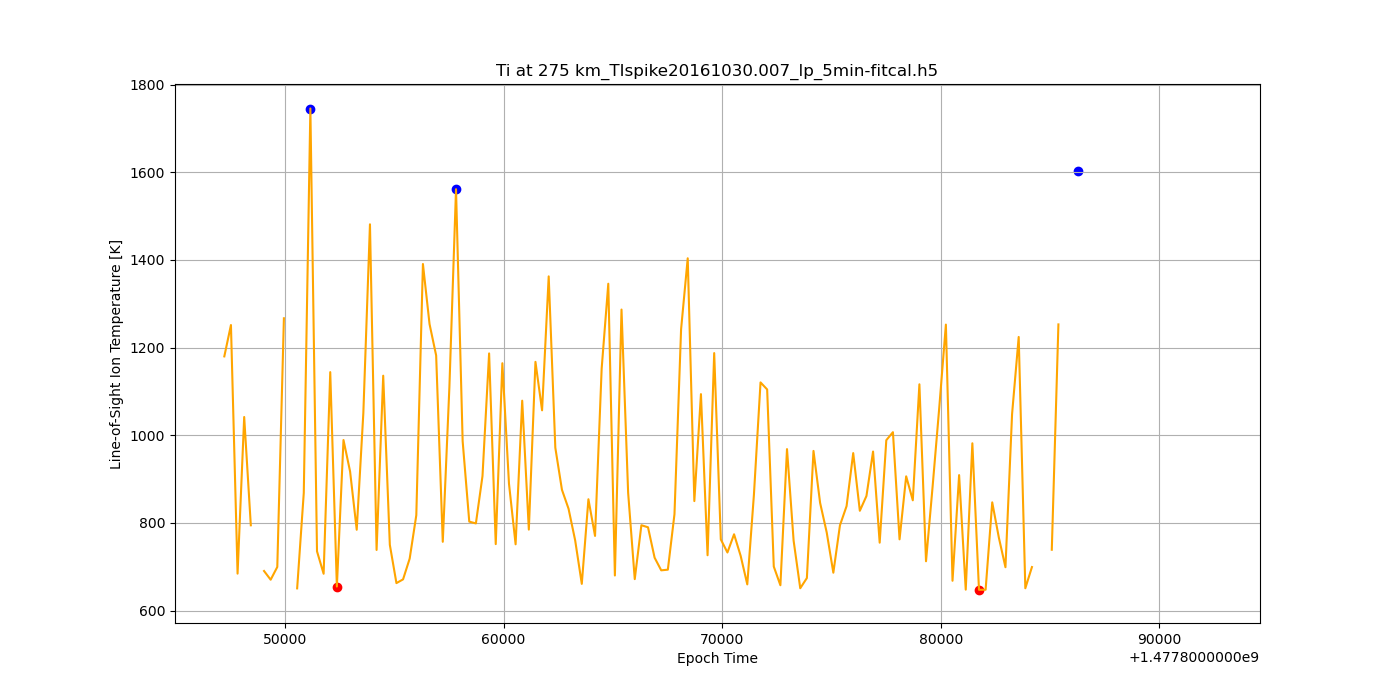 Ti at 275 km_TIspike20161030.007_lp_5min-fitcal.h5
Line-of-Sight Ion Temperature [K]
1800
1600
1400
1200
1000
800
600
50000 60000 70000 80000 90000
Epoch Time
+1.4778000000e9